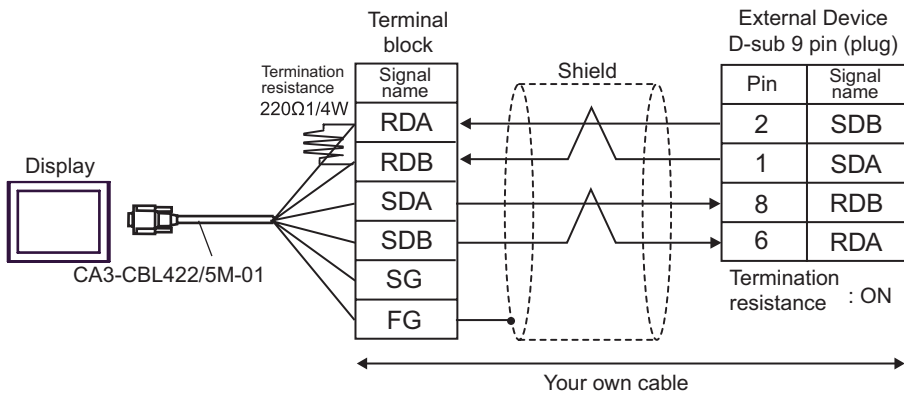 Terminal
block
External Device
D-sub 9 pin (plug)
Termination
resistance
220Ω1/4W
Signal
name
Shield
Pin
Signal
name
RDA
2
SDB
RDB
1
SDA
Display
SDA
8
RDB
SDB
6
RDA
CA3-CBL422/5M-01
SG
Termination
resistance : ON
FG
Your own cable